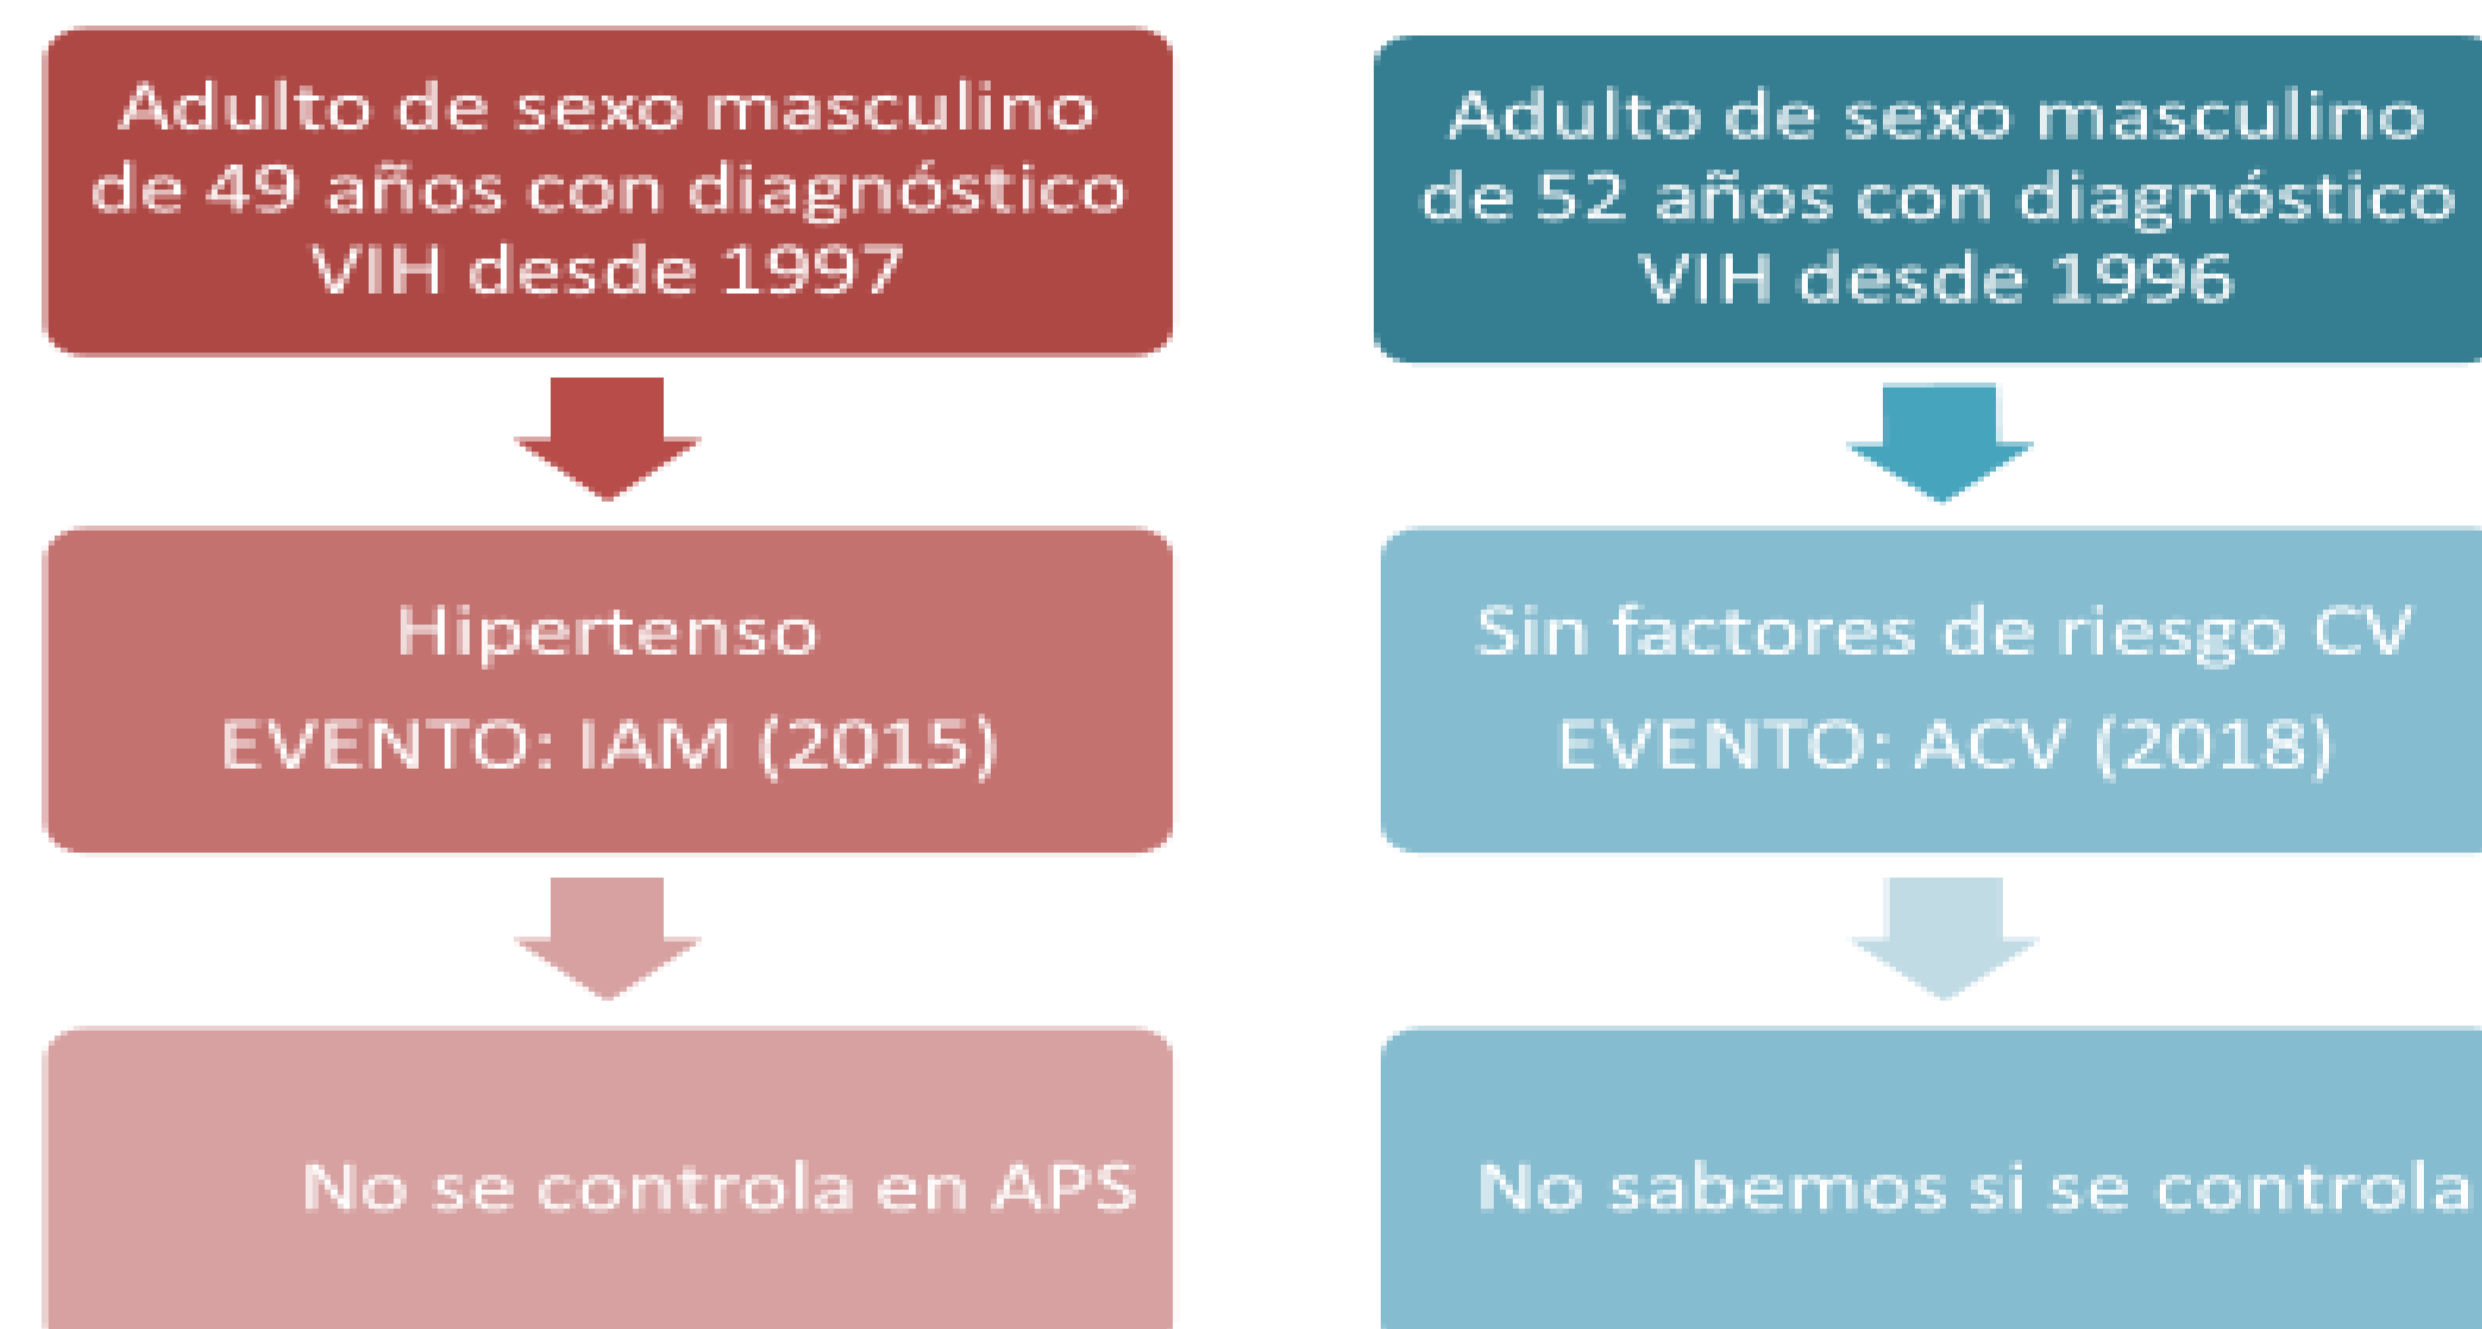 Adulto de sexo masculino
de 49 años con diagnóstico
VIH desde 1997
Hipertenso
EVENTO: IAM (2015)
No se controla en APS
Adulto de sexo masculino
de 52 años con diagnóstico
VIH desde 1996
Sin factores de riesgo CV
EVENTO: ACV (2018)
No sabemos si se controla